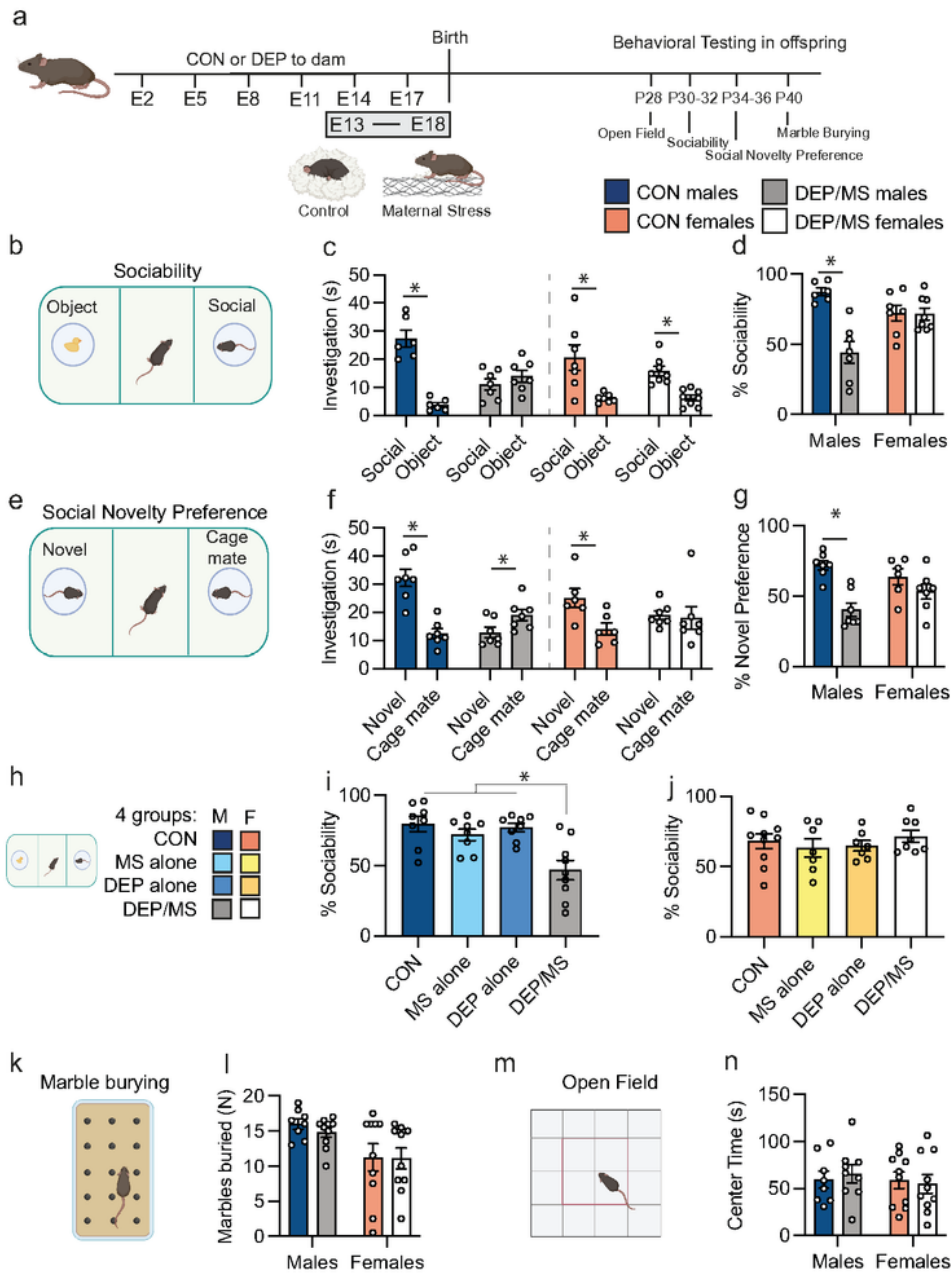 a
CON or DEP to dam
Birth
Behavioral Testing in offspring
E2 E5 E8 E11 E14 E17
E13 — E18
P28 P30-32 P34-36 P40
Open Field
Sociability
Social Novelty Preference
Marble Burying
Control
Maternal Stress
CON males
DEP/MS males
CON females
DEP/MS females
b
Sociability
Object
Social
c
Investigation (s)
50
40
30
20
10
0
*
*
*
Social
Object
Social
Object
Social
Object
Social
Object
d
% Sociability
100
50
0
*
Males
Females
e
Social Novelty Preference
Novel
Cage
mate
f
Investigation (s)
50
40
30
20
10
0
*
*
*
Novel
Cage mate
Novel
Cage mate
Novel
Cage mate
Novel
Cage mate
g
% Novel Preference
100
50
0
*
Males
Females
h
4 groups: M F
CON
MS alone
DEP alone
DEP/MS
i
% Sociability
100
50
0
*
CON
MS alone
DEP alone
DEP/MS
j
% Sociability
100
50
0
CON
MS alone
DEP alone
DEP/MS
k
Marble burying
l
Marbles buried (N)
20
15
10
5
0
Males
Females
m
Open Field
n
Center Time (s)
150
100
50
0
Males
Females